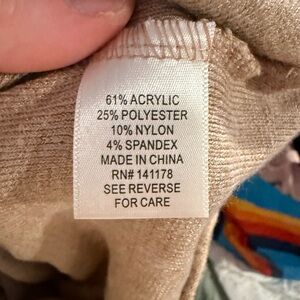 61% ACRYLIC
25% POLYESTER
10% NYLON
4% SPANDEX
MADE IN CHINA
RN# 141178
SEE REVERSE
FOR CARE